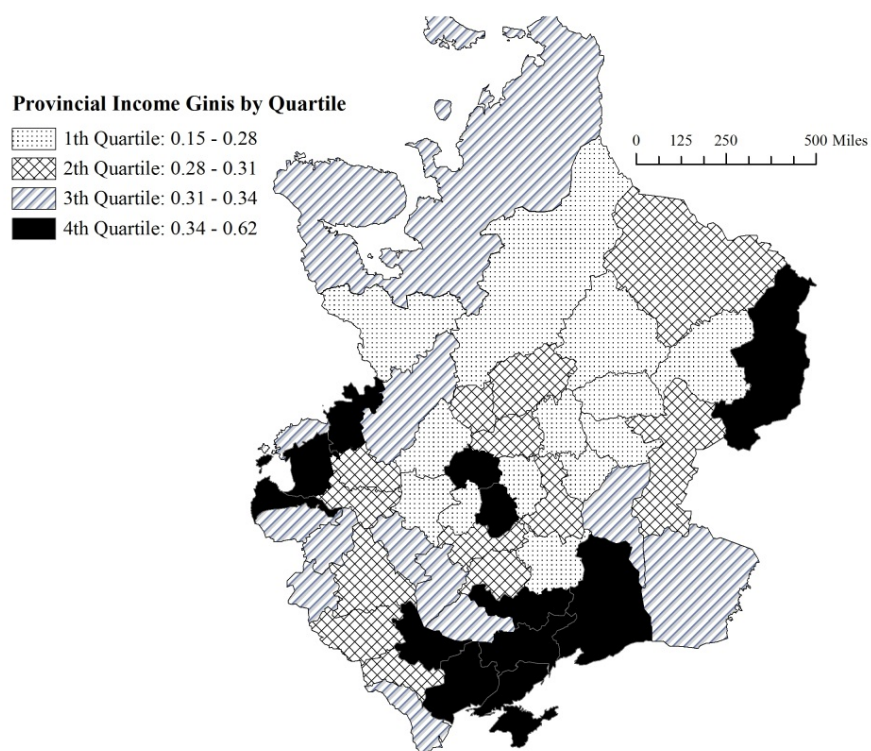 Provincial Income Ginis by Quartile
1th Quartile: 0.15 - 0.28
2th Quartile: 0.28 - 0.31
3th Quartile: 0.31 - 0.34
4th Quartile: 0.34 - 0.62
0 125 250 500 Miles